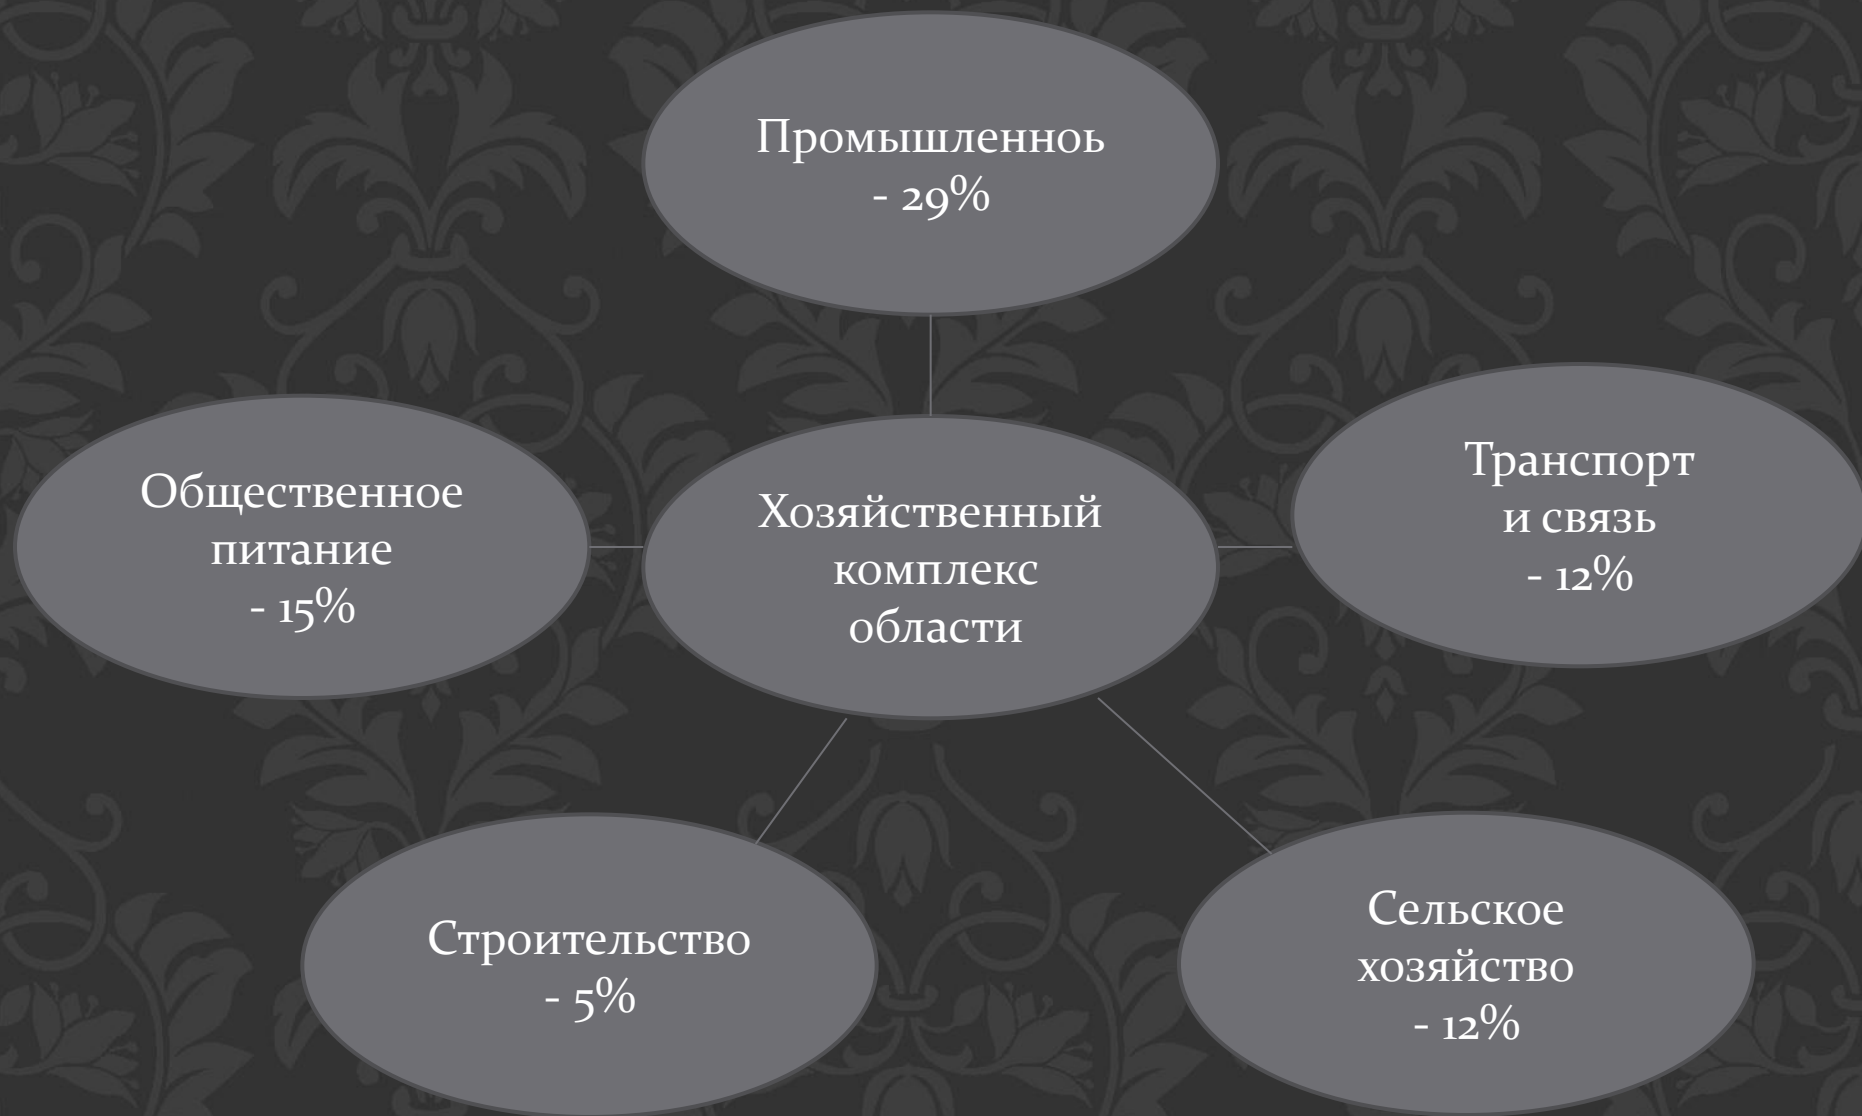 Промышленноь
- 29%
Общественное
питание
- 15%
Хозяйственный
комплекс
области
Транспорт
и связь
- 12%
Строительство
- 5%
Сельское
хозяйство
- 12%